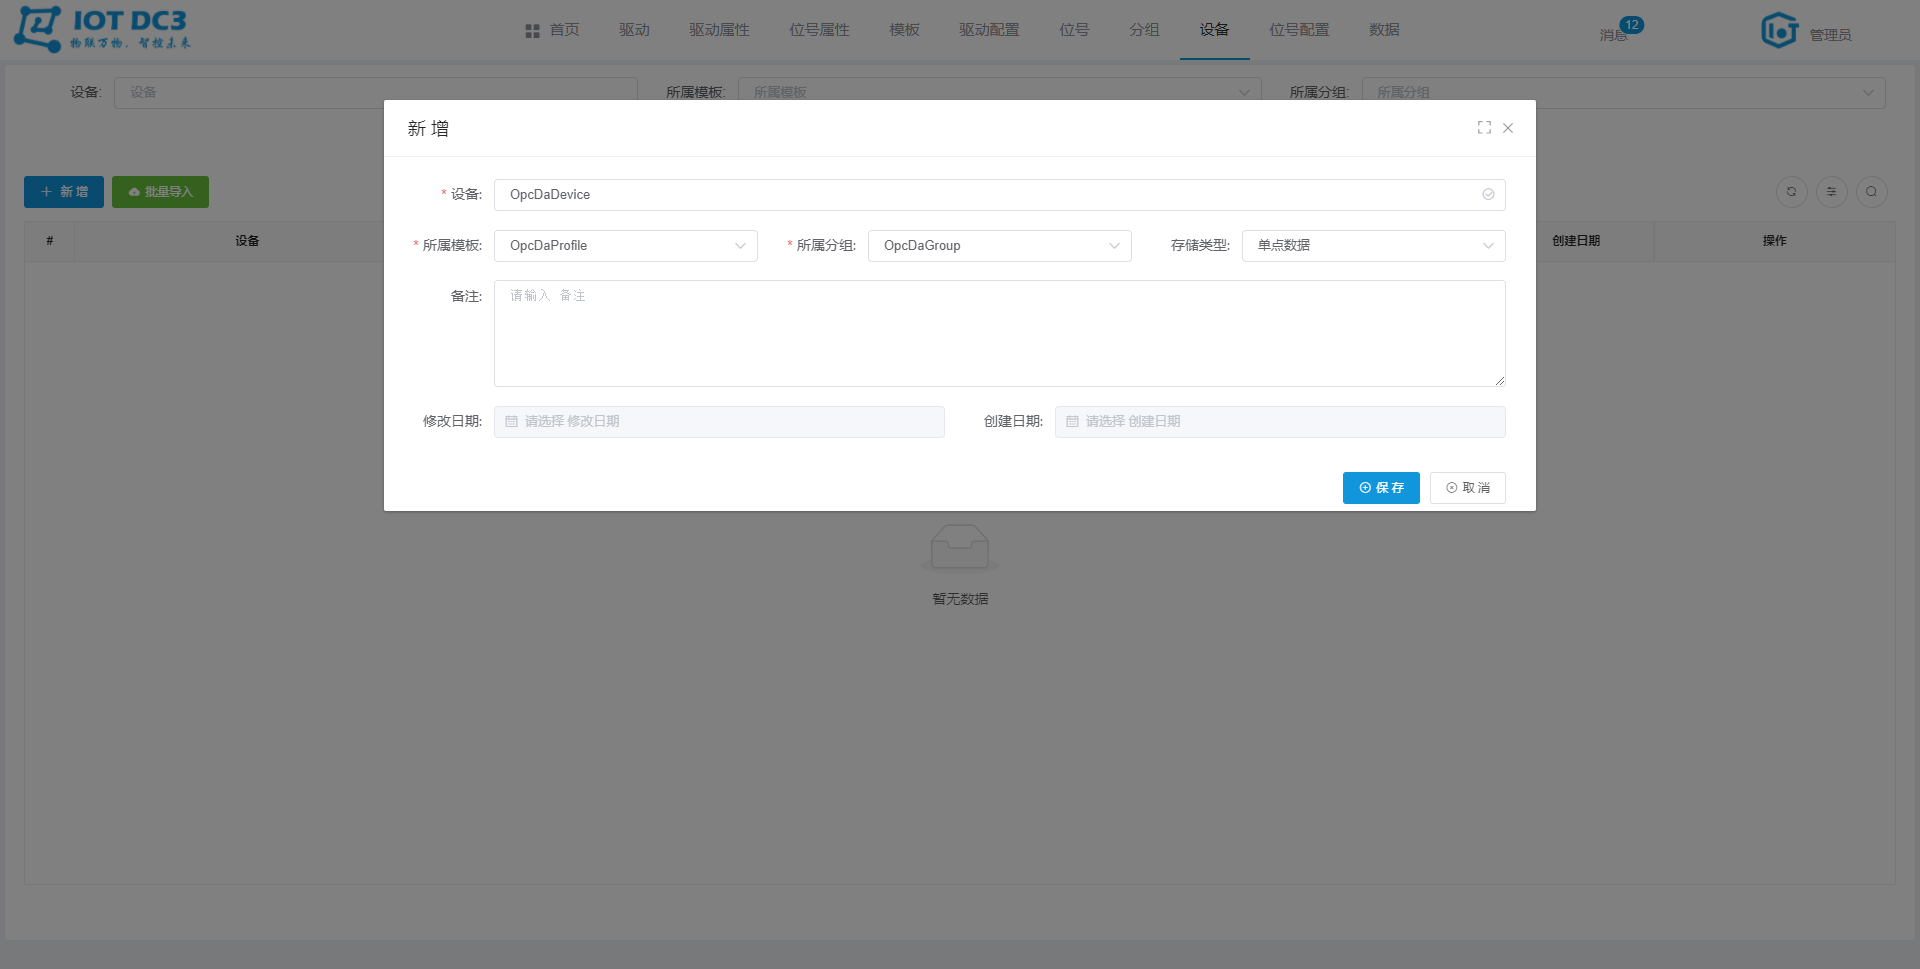 IOT DC3
物联万物，智控未来
首页 驱动 驱动属性 位号属性 模板 驱动配置 位号 分组 设备 位号配置 数据
消息 12 管理员
设备: 设备 所属模板: 所属模板 所属分组: 所属分组
新 增
* 设备: OpcDaDevice
新 增 批量导入
# 设备 创建日期 操作
* 所属模板: OpcDaProfile * 所属分组: OpcDaGroup 存储类型: 单点数据
备注: 请输入 备注
修改日期: 请选择 修改日期 创建日期: 请选择 创建日期
保 存 取 消
暂无数据